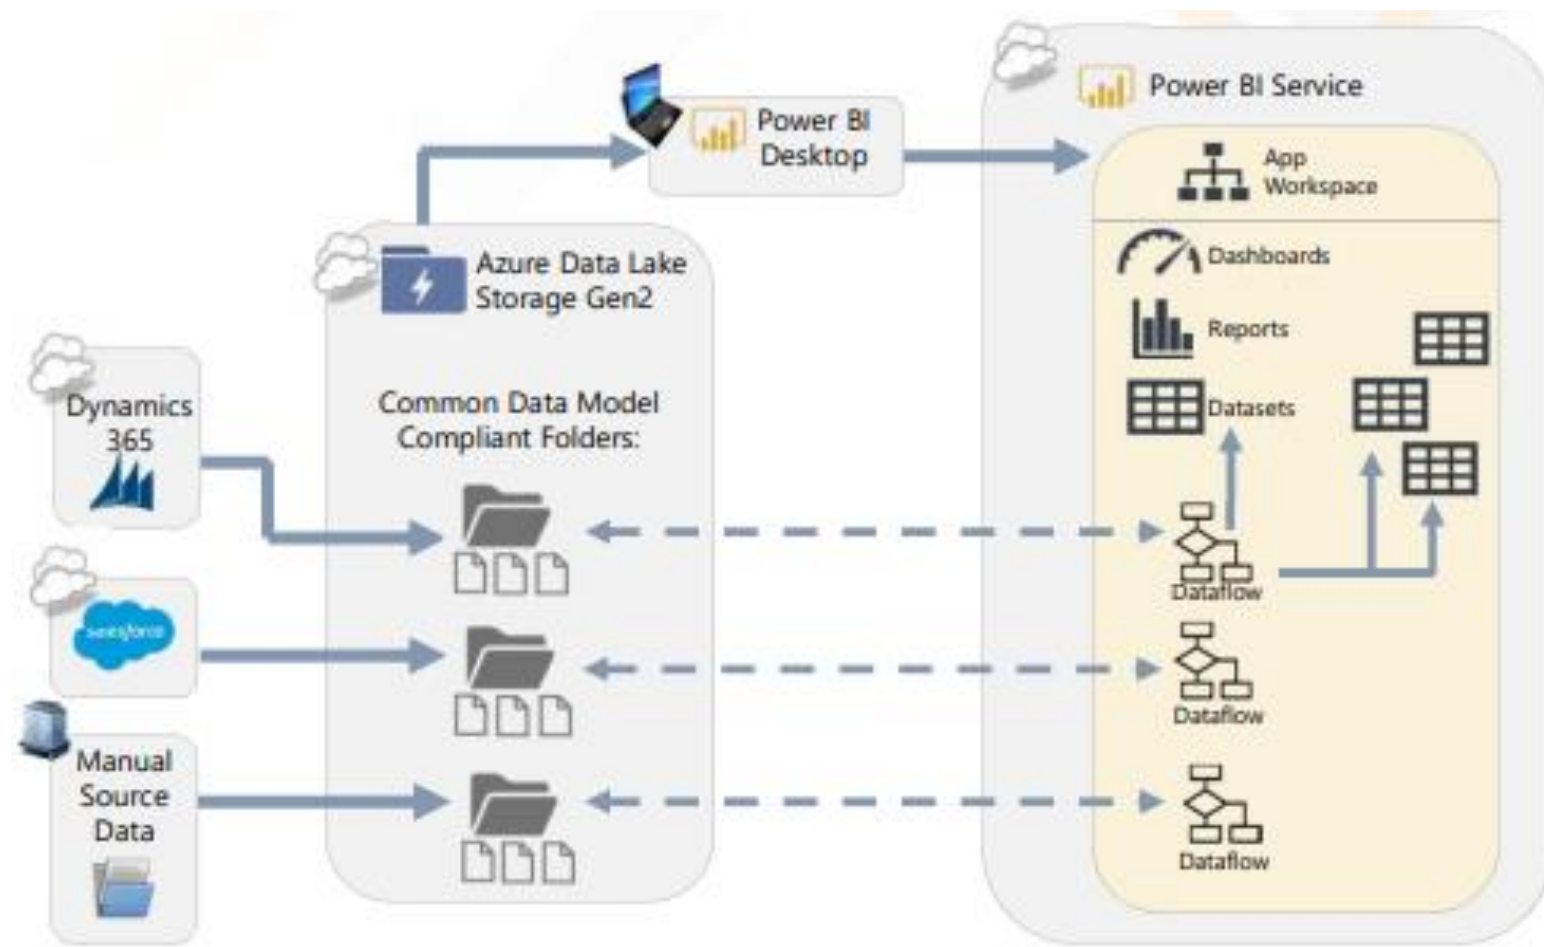 Power BI Service
Power BI
Desktop
App
Workspace
Azure Data Lake
Storage Gen2
Dashboards
Reports
Dynamics
365
Common Data Model
Compliant Folders:
Datasets
Dataflow
salesforce
Dataflow
Manual
Source
Data
Dataflow